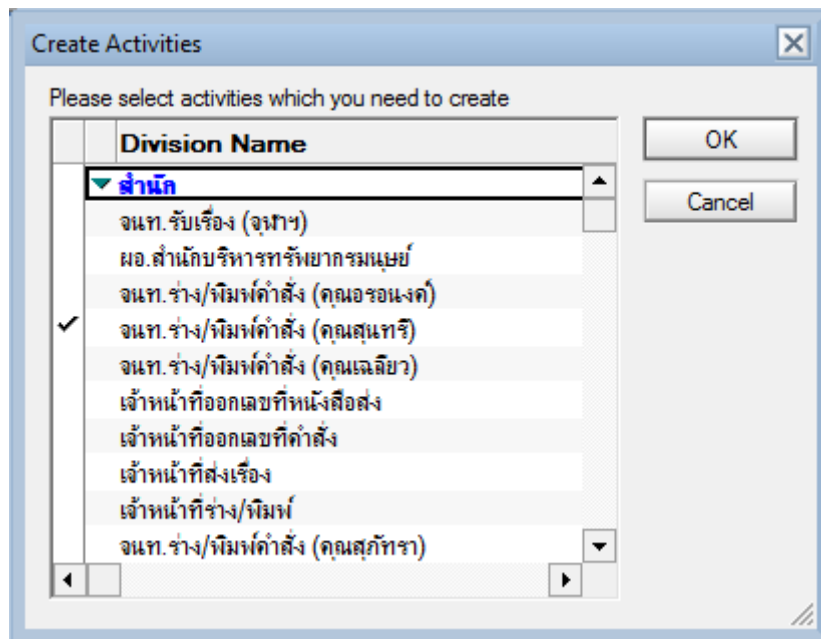 Create Activities
Please select activities which you need to create
Division Name
OK
สำนัก
Cancel
จนท.รับเรื่อง (จุฬาฯ)
ผอ.สำนักบริหารทรัพยากรมนุษย์
จนท.ร่าง/พิมพ์คำสั่ง (คุณอรอนงค์)
จนท.ร่าง/พิมพ์คำสั่ง (คุณสุนทรี)
จนท.ร่าง/พิมพ์คำสั่ง (คุณเฉลียว)
เจ้าหน้าที่ออกเลขที่หนังสือส่ง
เจ้าหน้าที่ออกเลขที่คำสั่ง
เจ้าหน้าที่ส่งเรื่อง
เจ้าหน้าที่ร่าง/พิมพ์
จนท.ร่าง/พิมพ์คำสั่ง (คุณสุภัทรา)